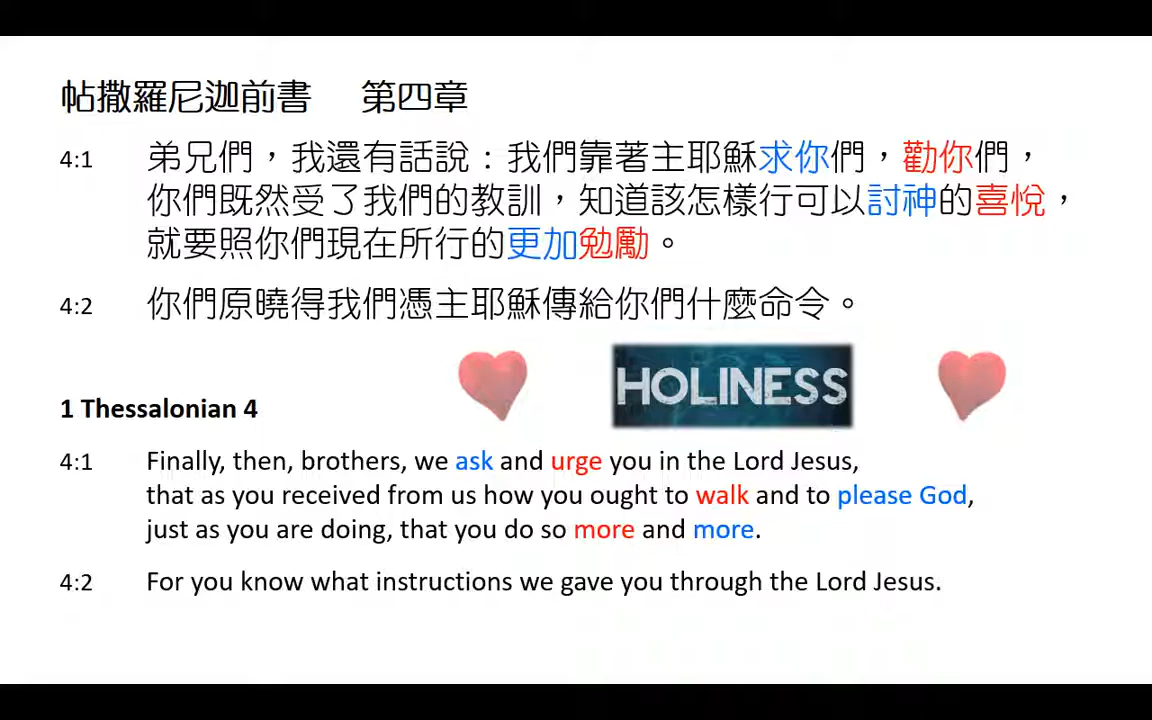 帖撒羅尼迦前書 第四章
4:1 弟兄們，我還有話說：我們靠著主耶穌求你們，勸你們，
你們既然受了我們的教訓，知道該怎樣行可以討神的喜悅，
就要照你們現在所行的更加勉勵。
4:2 你們原曉得我們憑主耶穌傳給你們什麼命令。
HOLINESS
1 Thessalonian 4
4:1 Finally, then, brothers, we ask and urge you in the Lord Jesus,
that as you received from us how you ought to walk and to please God,
just as you are doing, that you do so more and more.
4:2 For you know what instructions we gave you through the Lord Jesus.